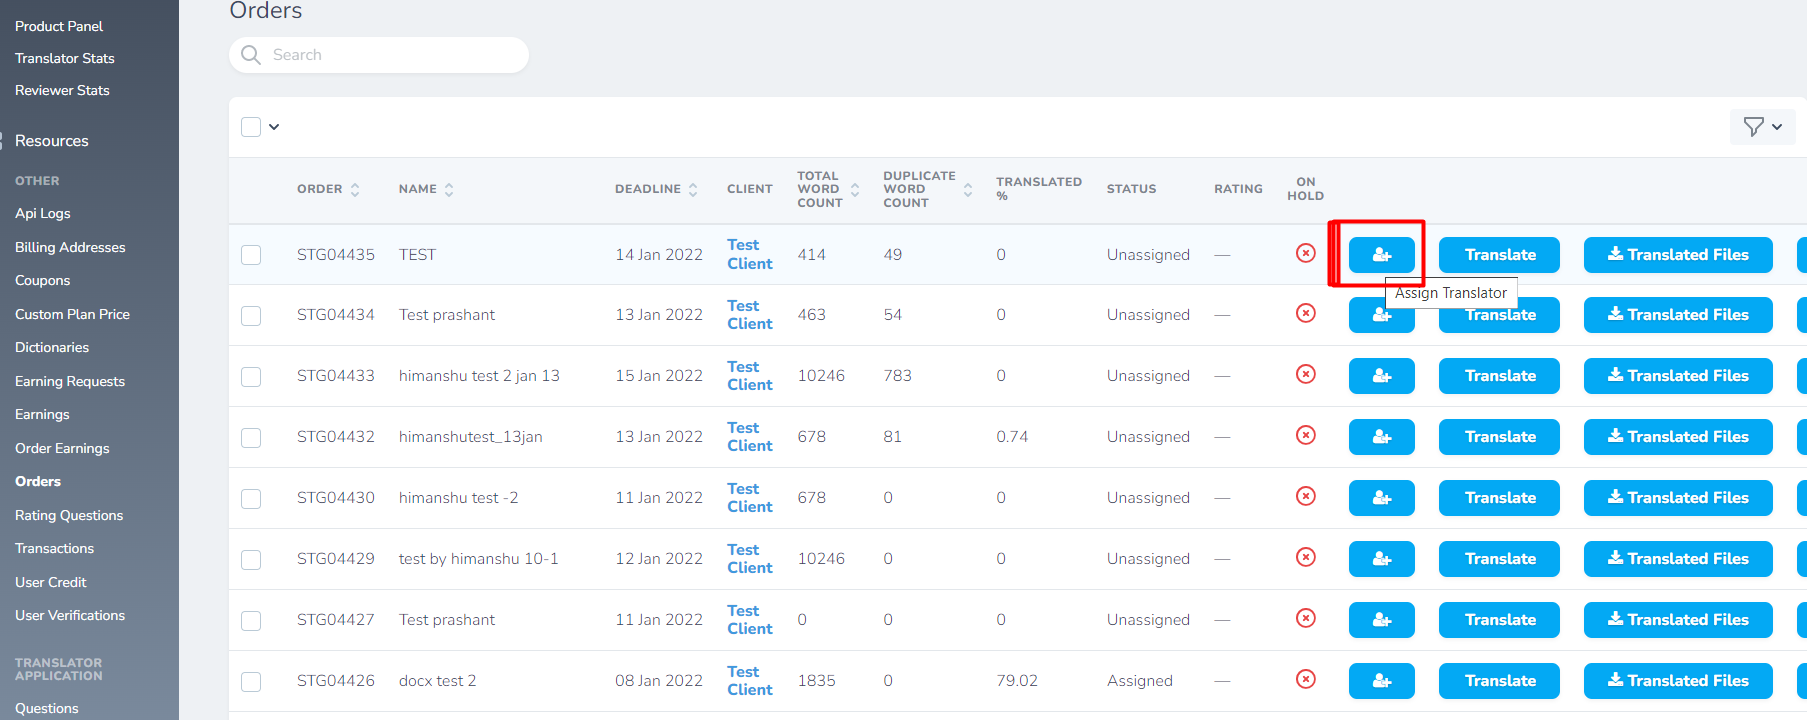 Product Panel
Translator Stats
Reviewer Stats
Resources
OTHER
Api Logs
Billing Addresses
Coupons
Custom Plan Price
Dictionaries
Earning Requests
Earnings
Order Earnings
Orders
Rating Questions
Transactions
User Credit
User Verifications
TRANSLATOR
APPLICATION
Questions
Orders
Search
ORDER NAME DEADLINE CLIENT TOTAL WORD COUNT DUPLICATE WORD COUNT TRANSLATED % STATUS RATING ON HOLD
STG04435 TEST 14 Jan 2022 Test Client 414 49 0 Unassigned — Translate Translated Files
Assign Translator
STG04434 Test prashant 13 Jan 2022 Test Client 463 54 0 Unassigned — Translate Translated Files
STG04433 himanshu test 2 jan 13 15 Jan 2022 Test Client 10246 783 0 Unassigned — Translate Translated Files
STG04432 himanshutest_13jan 13 Jan 2022 Test Client 678 81 0.74 Unassigned — Translate Translated Files
STG04430 himanshu test -2 11 Jan 2022 Test Client 678 0 0 Unassigned — Translate Translated Files
STG04429 test by himanshu 10-1 12 Jan 2022 Test Client 10246 0 0 Unassigned — Translate Translated Files
STG04427 Test prashant 11 Jan 2022 Test Client 0 0 0 Unassigned — Translate Translated Files
STG04426 docx test 2 08 Jan 2022 Test Client 1835 0 79.02 Assigned — Translate Translated Files